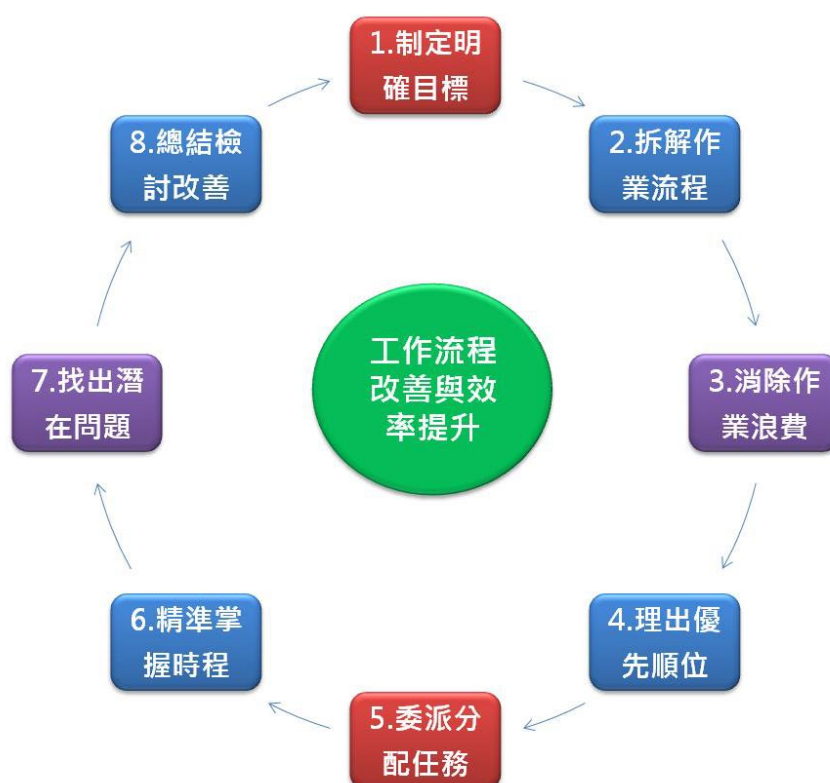 1.制定明
確目標
2.拆解作
業流程
3.消除作
業浪費
4.理出優
先順位
5.委派分
配任務
6.精準掌
握時程
7.找出潛
在問題
8.總結檢
討改善
工作流程
改善與效
率提升